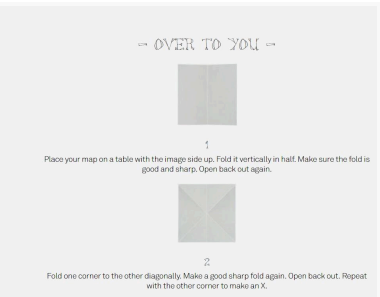 - OVER TO YOU -
1
Place your map on a table with the image side up. Fold it vertically in half. Make sure the fold is
good and sharp. Open back out again.
2
Fold one corner to the other diagonally. Make a good sharp fold again. Open back out. Repeat
with the other corner to make an X.